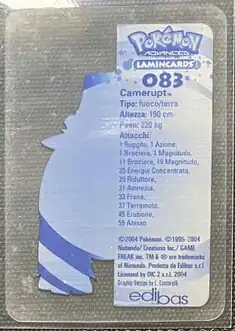 POKéMON
ADVANCED
LAMINCARDS
083
Camerupt™
Tipo: fuoco/terra
Altezza: 190 cm
Peso: 220 kg
Attacchi:
1 Ruggito, 1 Azione,
1 Braciere, 1 Magnitudo,
11 Braciere, 19 Magnitudo,
25 Energia Concentrata,
29 Riduttore,
31 Amnesia,
33 Frana,
37 Terremoto,
45 Eruzione,
55 Abisso
©2004 Pokémon. ©1995-2004
Nintendo/ Creatures Inc./ GAME
FREAK inc. TM & ® are trademarks
of Nintendo. Prodotto da Edibas s.r.l
Licensed by DIC 2 s.r.l. 2004
Graphic Design by L. Castorelli
edibas